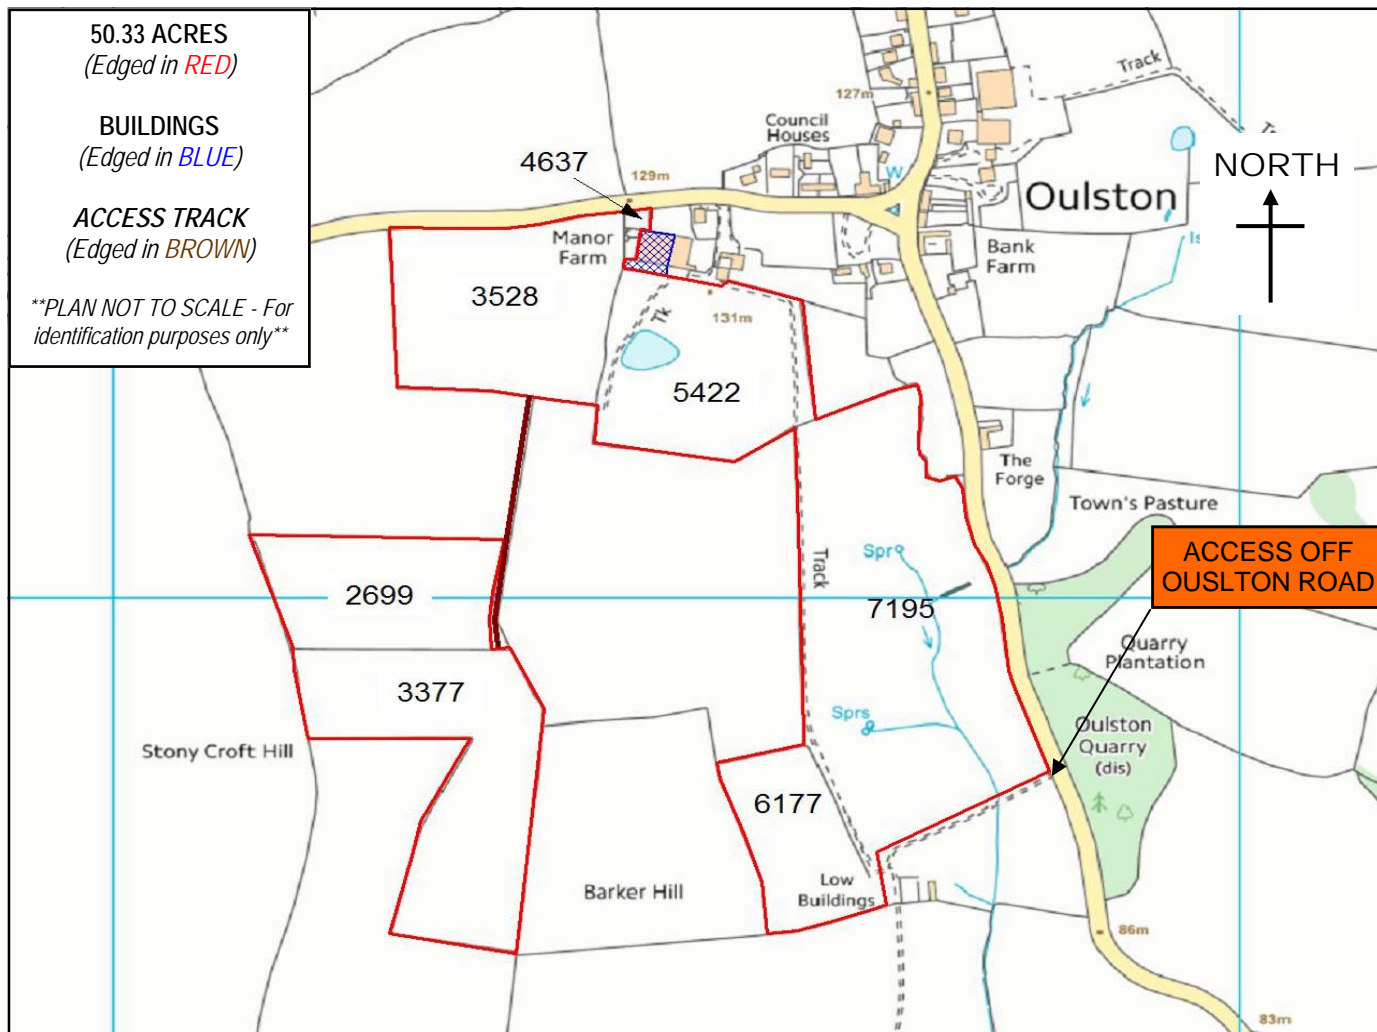 50.33 ACRES
(Edged in RED)
BUILDINGS
(Edged in BLUE)
ACCESS TRACK
(Edged in BROWN)
**PLAN NOT TO SCALE - For
identification purposes only**
Track
127m
Council
Houses
NORTH
4637
W
129m
Oulston
Manor
Farm
Bank
Farm
3528
Tk
131m
5422
The
Forge
Town's Pasture
ACCESS OFF
OUSLTON ROAD
Spr
Track
2699
7195
Quarry
Plantation
3377
Sprs
Oulston
Quarry
(dis)
Stony Croft Hill
6177
Low
Buildings
Barker Hill
86m
83m